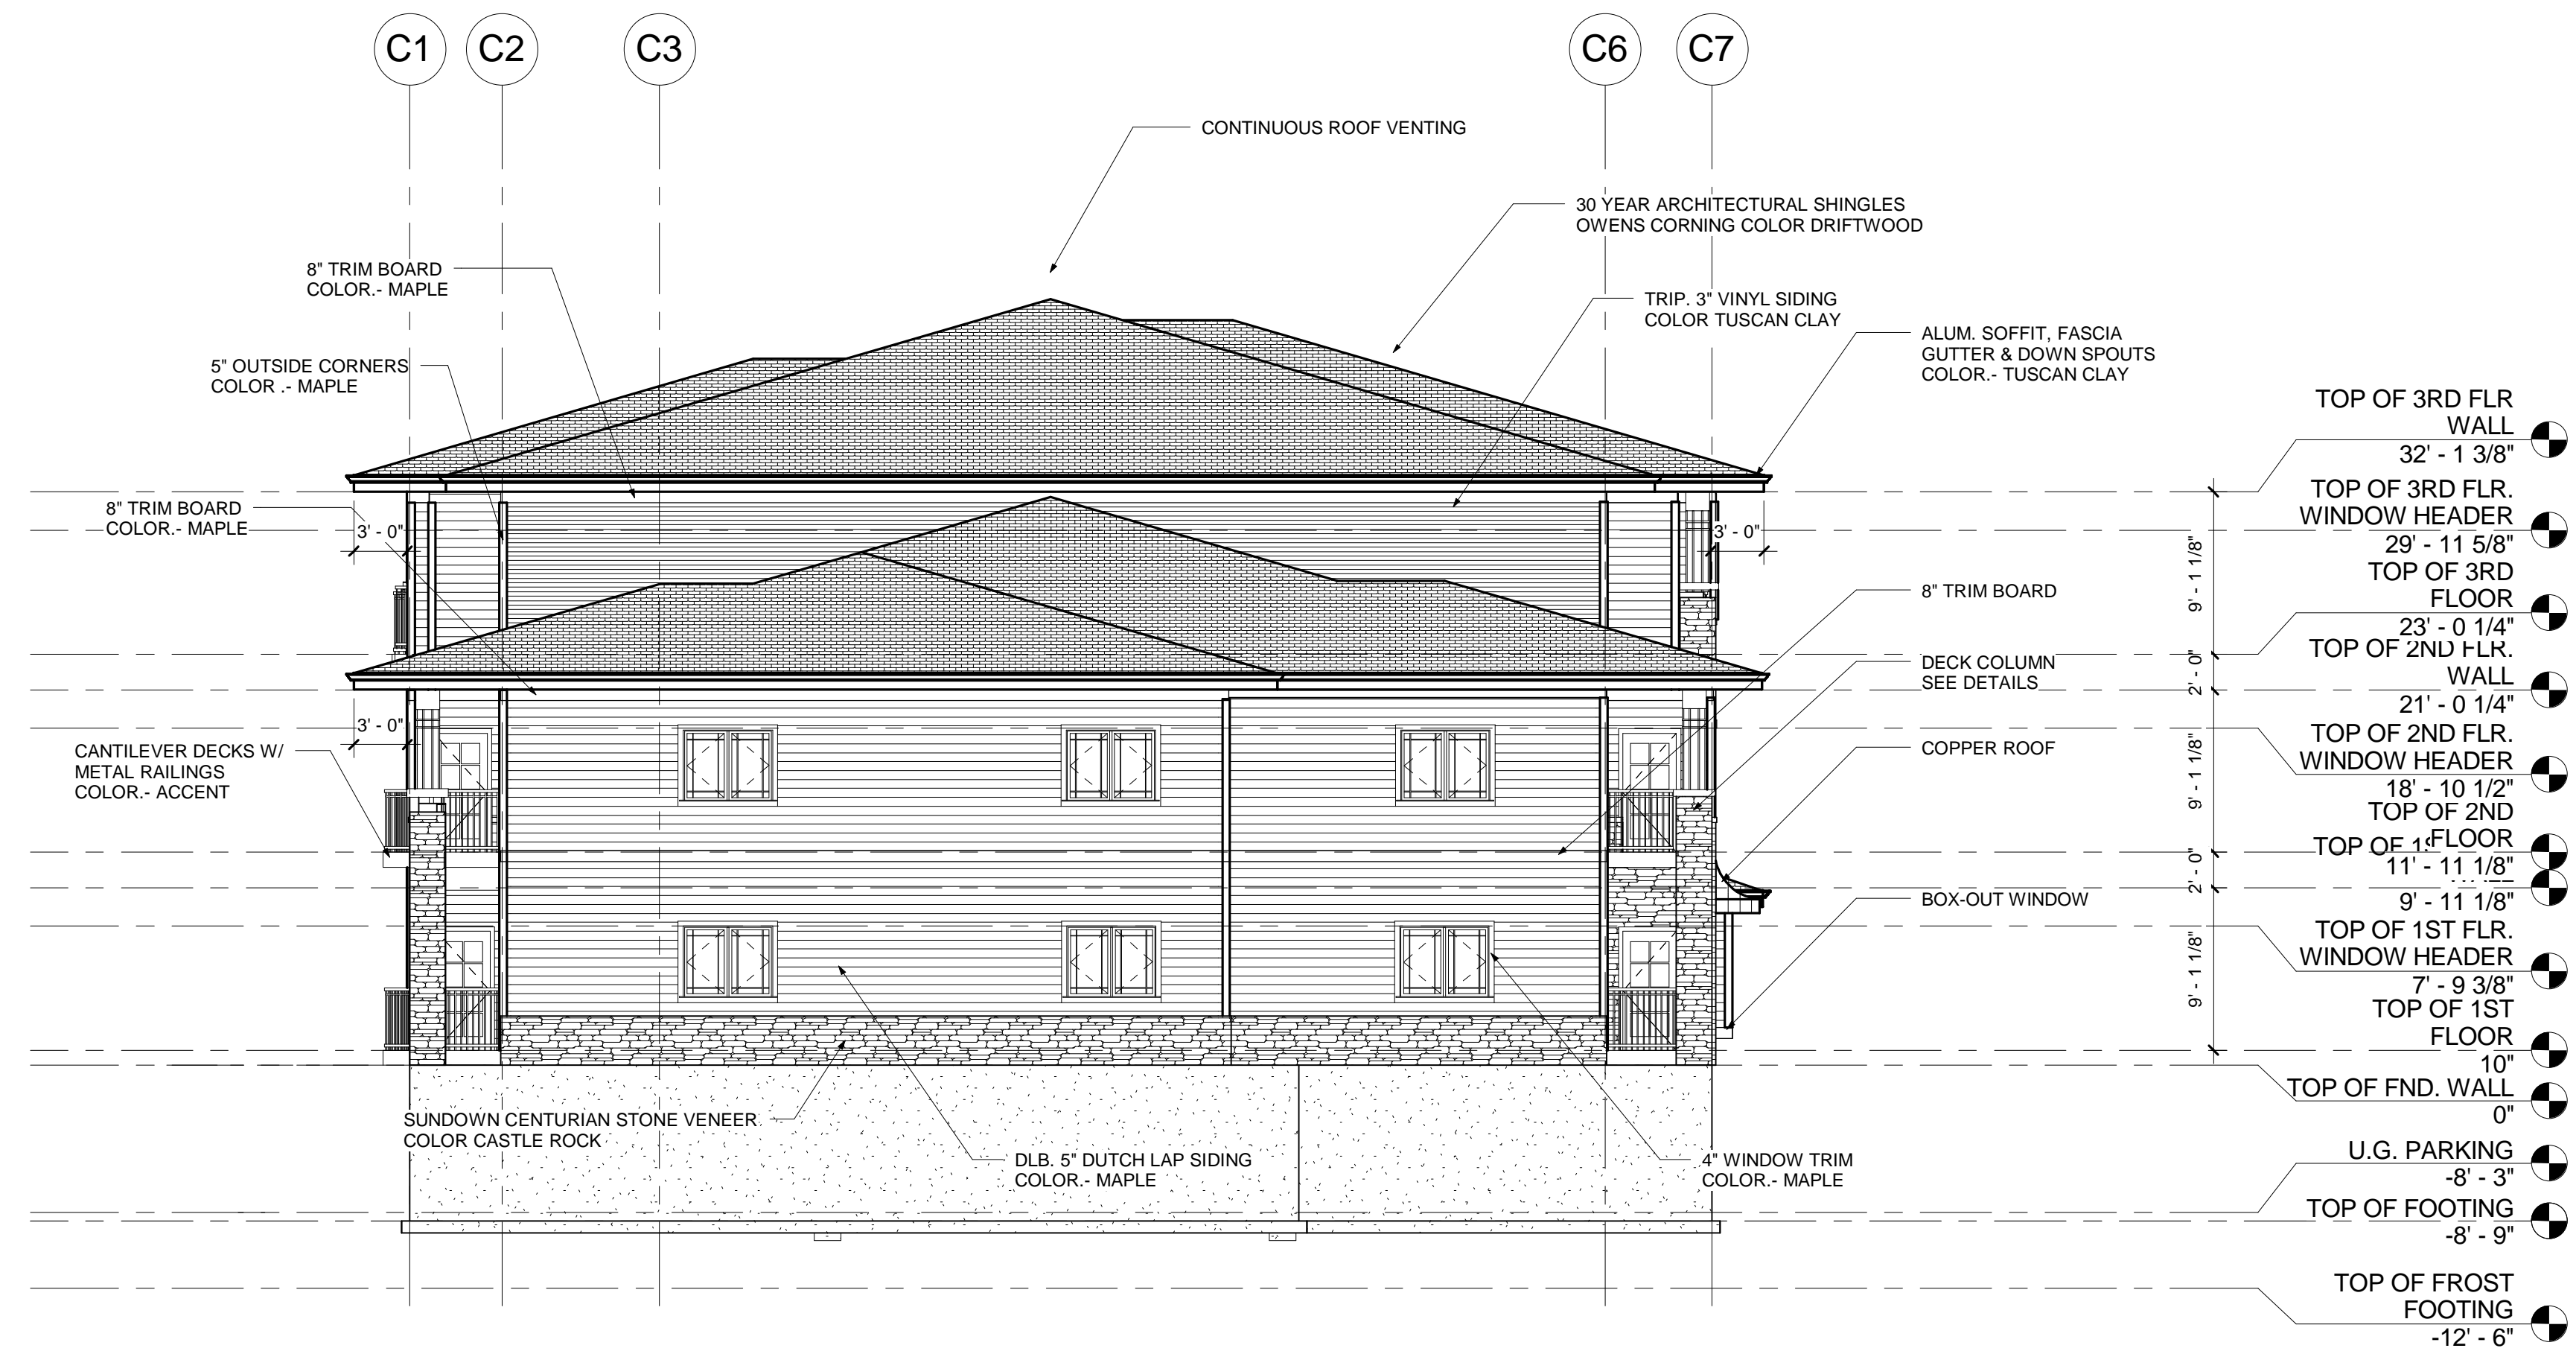 C1
C2
C3
C6
C7
CONTINUOUS ROOF VENTING
30 YEAR ARCHITECTURAL SHINGLES
OWENS CORNING COLOR DRIFTWOOD
8" TRIM BOARD
COLOR.- MAPLE
TRIP. 3" VINYL SIDING
COLOR TUSCAN CLAY
ALUM. SOFFIT, FASCIA
GUTTER & DOWN SPOUTS
COLOR.- TUSCAN CLAY
5" OUTSIDE CORNERS
COLOR .- MAPLE
8" TRIM BOARD
COLOR.- MAPLE
3' - 0"
3' - 0"
8" TRIM BOARD
DECK COLUMN
SEE DETAILS
3' - 0"
CANTILEVER DECKS W/
METAL RAILINGS
COLOR.- ACCENT
COPPER ROOF
BOX-OUT WINDOW
SUNDOWN CENTURIAN STONE VENEER
COLOR CASTLE ROCK
DLB. 5" DUTCH LAP SIDING
COLOR.- MAPLE
4" WINDOW TRIM
COLOR.- MAPLE
9' - 1 1/8"
2' - 0"
9' - 1 1/8"
2' - 0"
9' - 1 1/8"
TOP OF 3RD FLR
WALL
32' - 1 3/8"
TOP OF 3RD FLR.
WINDOW HEADER
29' - 11 5/8"
TOP OF 3RD
FLOOR
23' - 0 1/4"
TOP OF 2ND FLR.
WALL
21' - 0 1/4"
TOP OF 2ND FLR.
WINDOW HEADER
18' - 10 1/2"
TOP OF 2ND
FLOOR
11' - 11 1/8"
TOP OF
9' - 11 1/8"
TOP OF 1ST FLR.
WINDOW HEADER
7' - 9 3/8"
TOP OF 1ST
FLOOR
10"
TOP OF FND. WALL
0"
U.G. PARKING
-8' - 3"
TOP OF FOOTING
-8' - 9"
TOP OF FROST
FOOTING
-12' - 6"